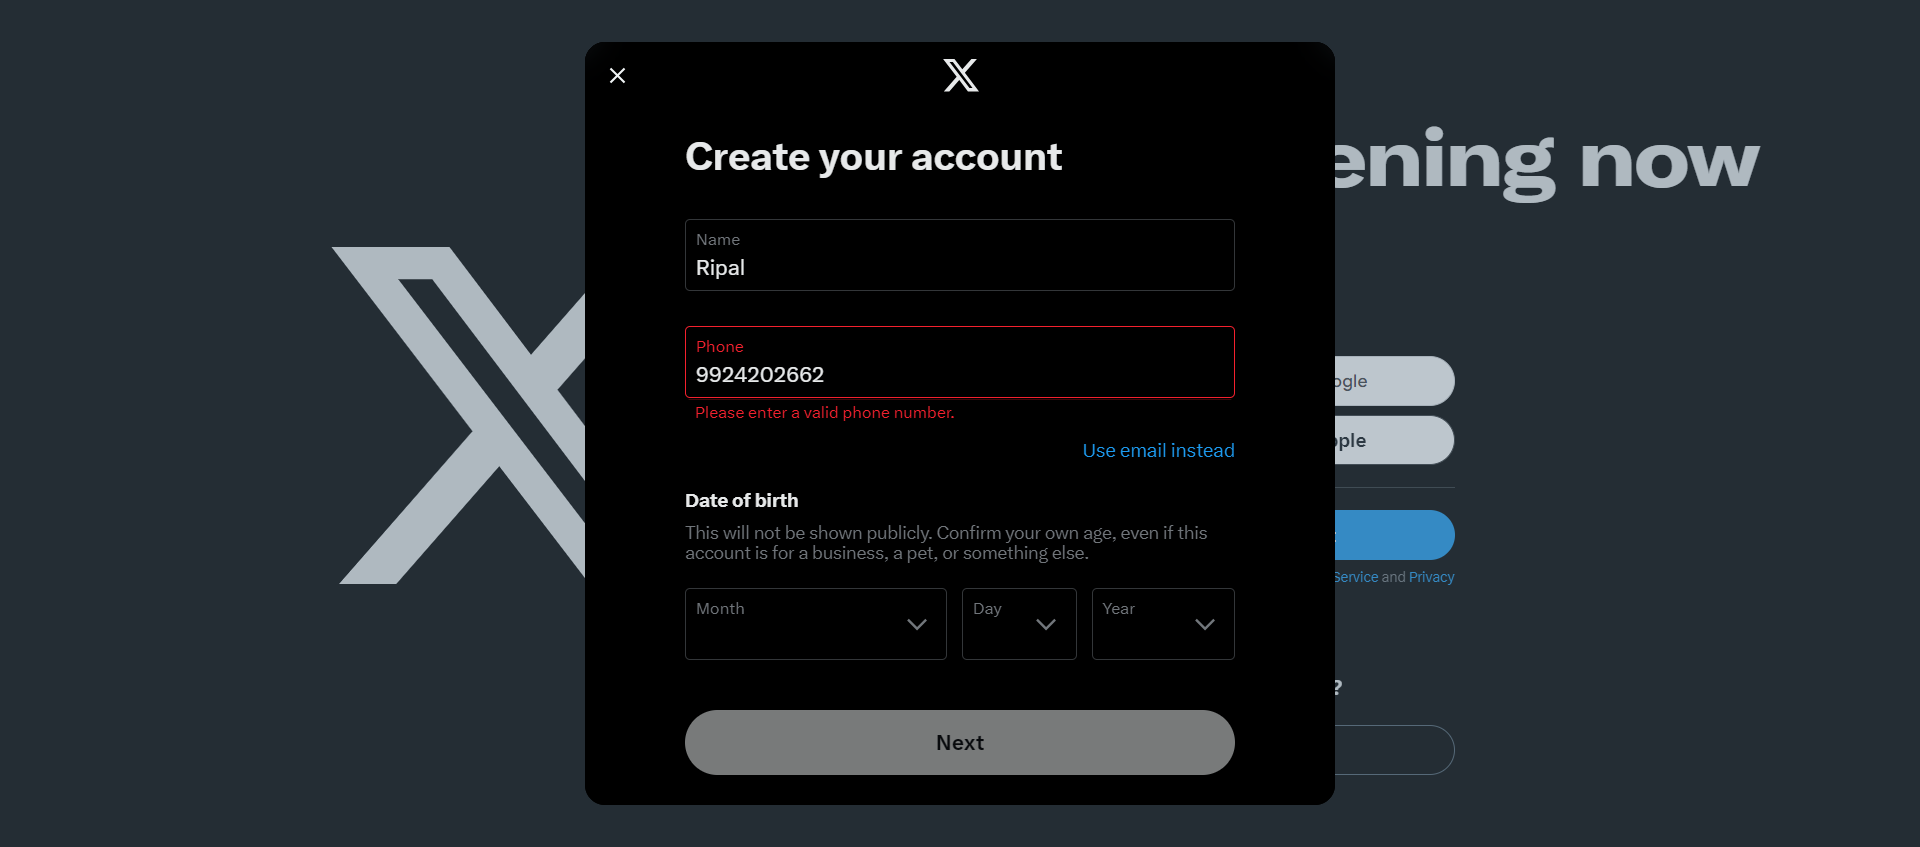 Create your account
ening now
Name
Ripal
Phone
9924202662
Please enter a valid phone number.
ogle
pple
Use email instead
Date of birth
This will not be shown publicly. Confirm your own age, even if this
account is for a business, a pet, or something else.
Service and Privacy
Month
Day
Year
?
Next